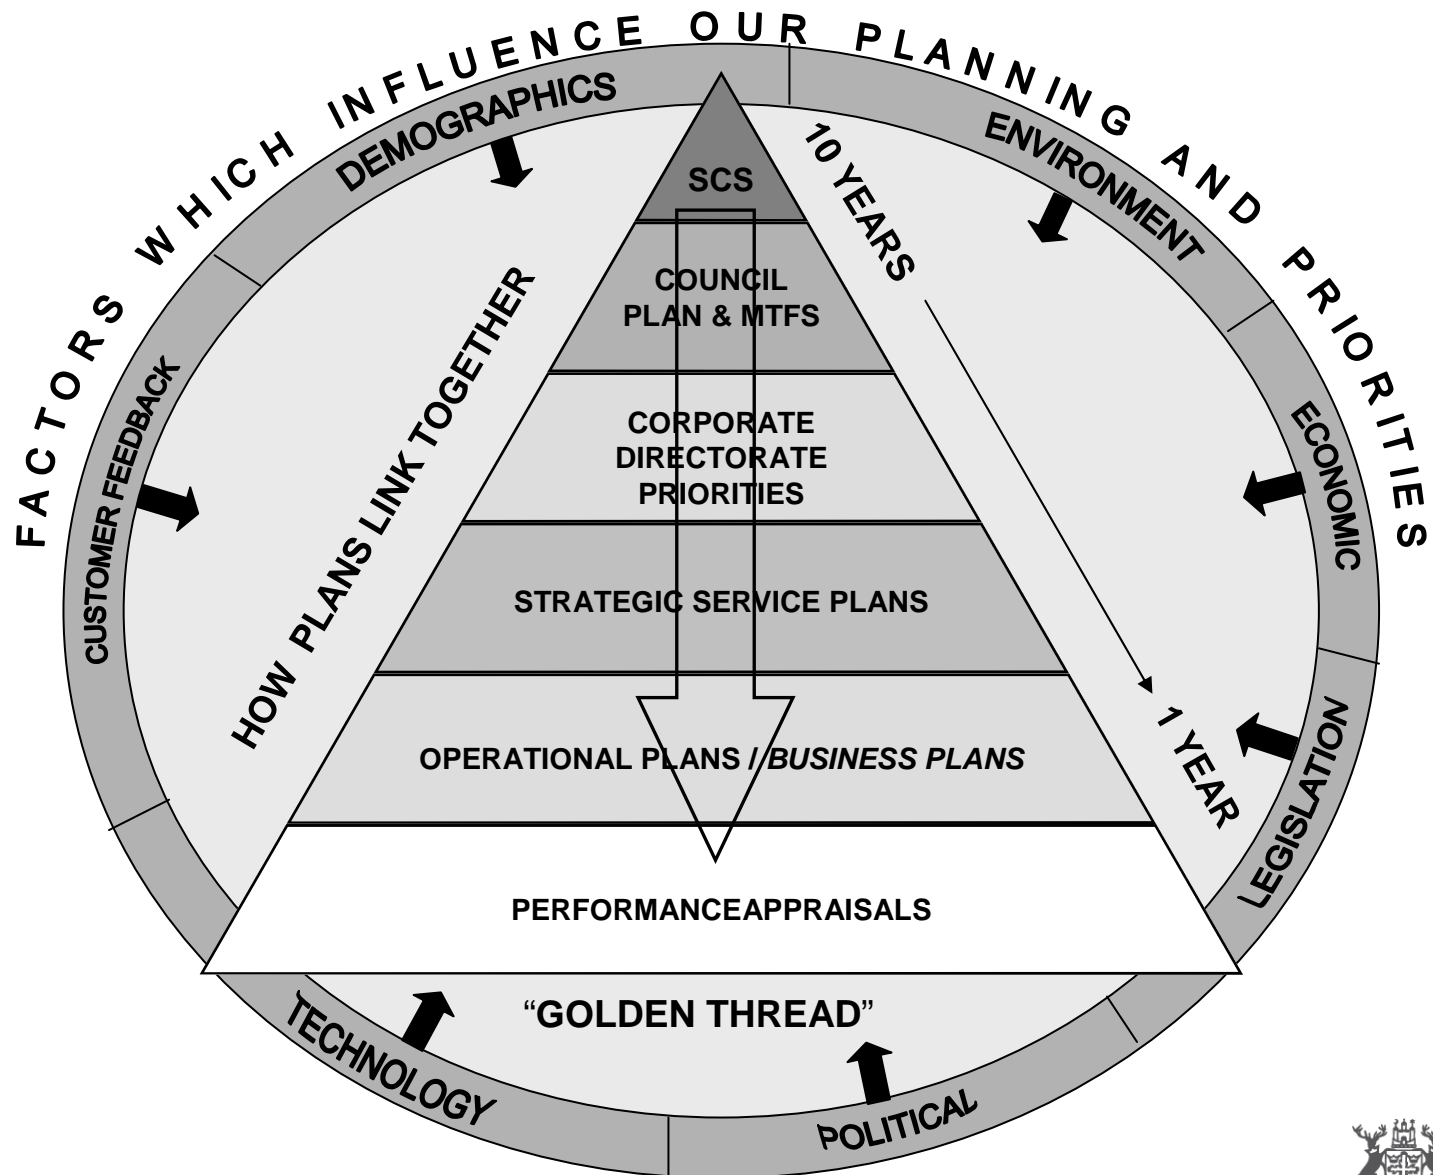 FACTORS WHICH INFLUENCE OUR PLANNING AND PRIORITIES
DEMOGRAPHICS
ENVIRONMENT
ECONOMIC
LEGISLATION
POLITICAL
TECHNOLOGY
CUSTOMER FEEDBACK
HOW PLANS LINK TOGETHER
10 YEARS
1 YEAR
SCS
COUNCIL
PLAN & MTFS
CORPORATE
DIRECTORATE
PRIORITIES
STRATEGIC SERVICE PLANS
OPERATIONAL PLANS / BUSINESS PLANS
PERFORMANCEAPPRAISALS
“GOLDEN THREAD”